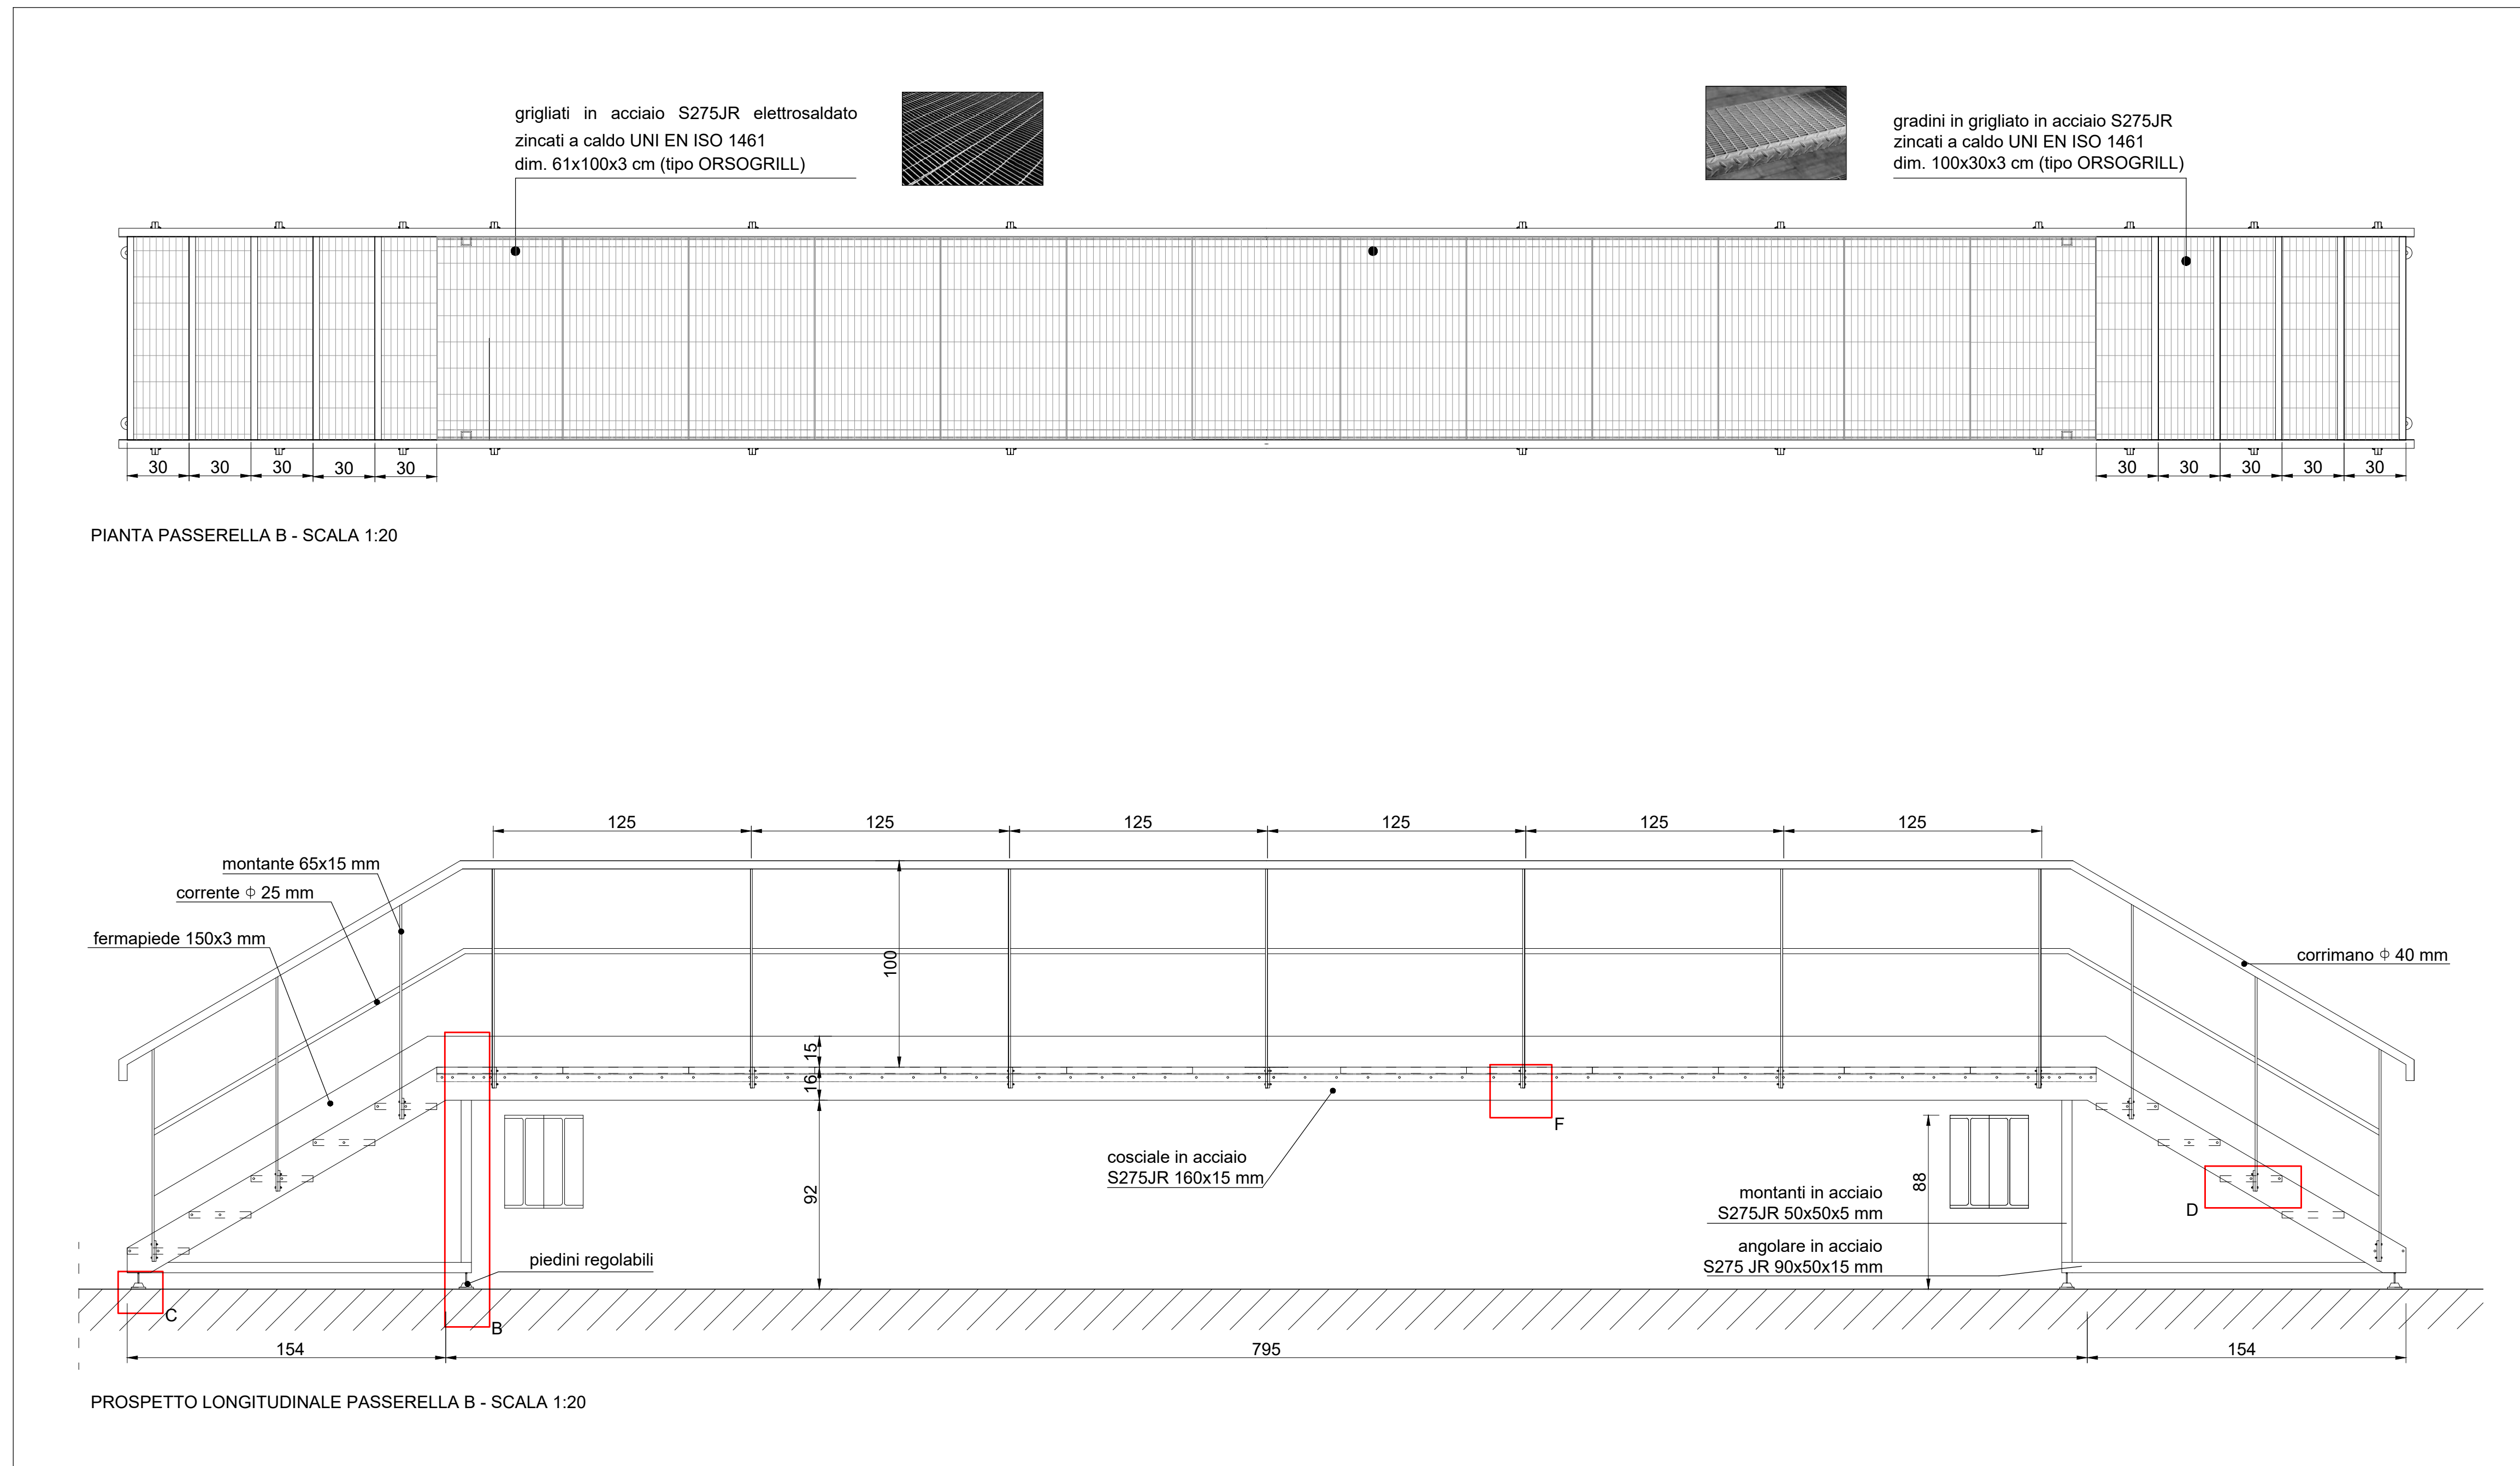 grigliati in acciaio S275JR elettrosaldato
zincati a caldo UNI EN ISO 1461
dim. 61x100x3 cm (tipo ORSOGRILL)
gradini in grigliato in acciaio S275JR
zincati a caldo UNI EN ISO 1461
dim. 100x30x3 cm (tipo ORSOGRILL)
30 30 30 30 30
30 30 30 30 30
PIANTA PASSERELLA B - SCALA 1:20
125 125 125 125 125 125
montante 65x15 mm
corrente ϕ 25 mm
fermapiede 150x3 mm
corrimano ϕ 40 mm
100
15
16
92
88
F
cosciale in acciaio
S275JR 160x15 mm
montanti in acciaio
S275JR 50x50x5 mm
D
angolare in acciaio
S275 JR 90x50x15 mm
piedini regolabili
C
B
154 795 154
PROSPETTO LONGITUDINALE PASSERELLA B - SCALA 1:20